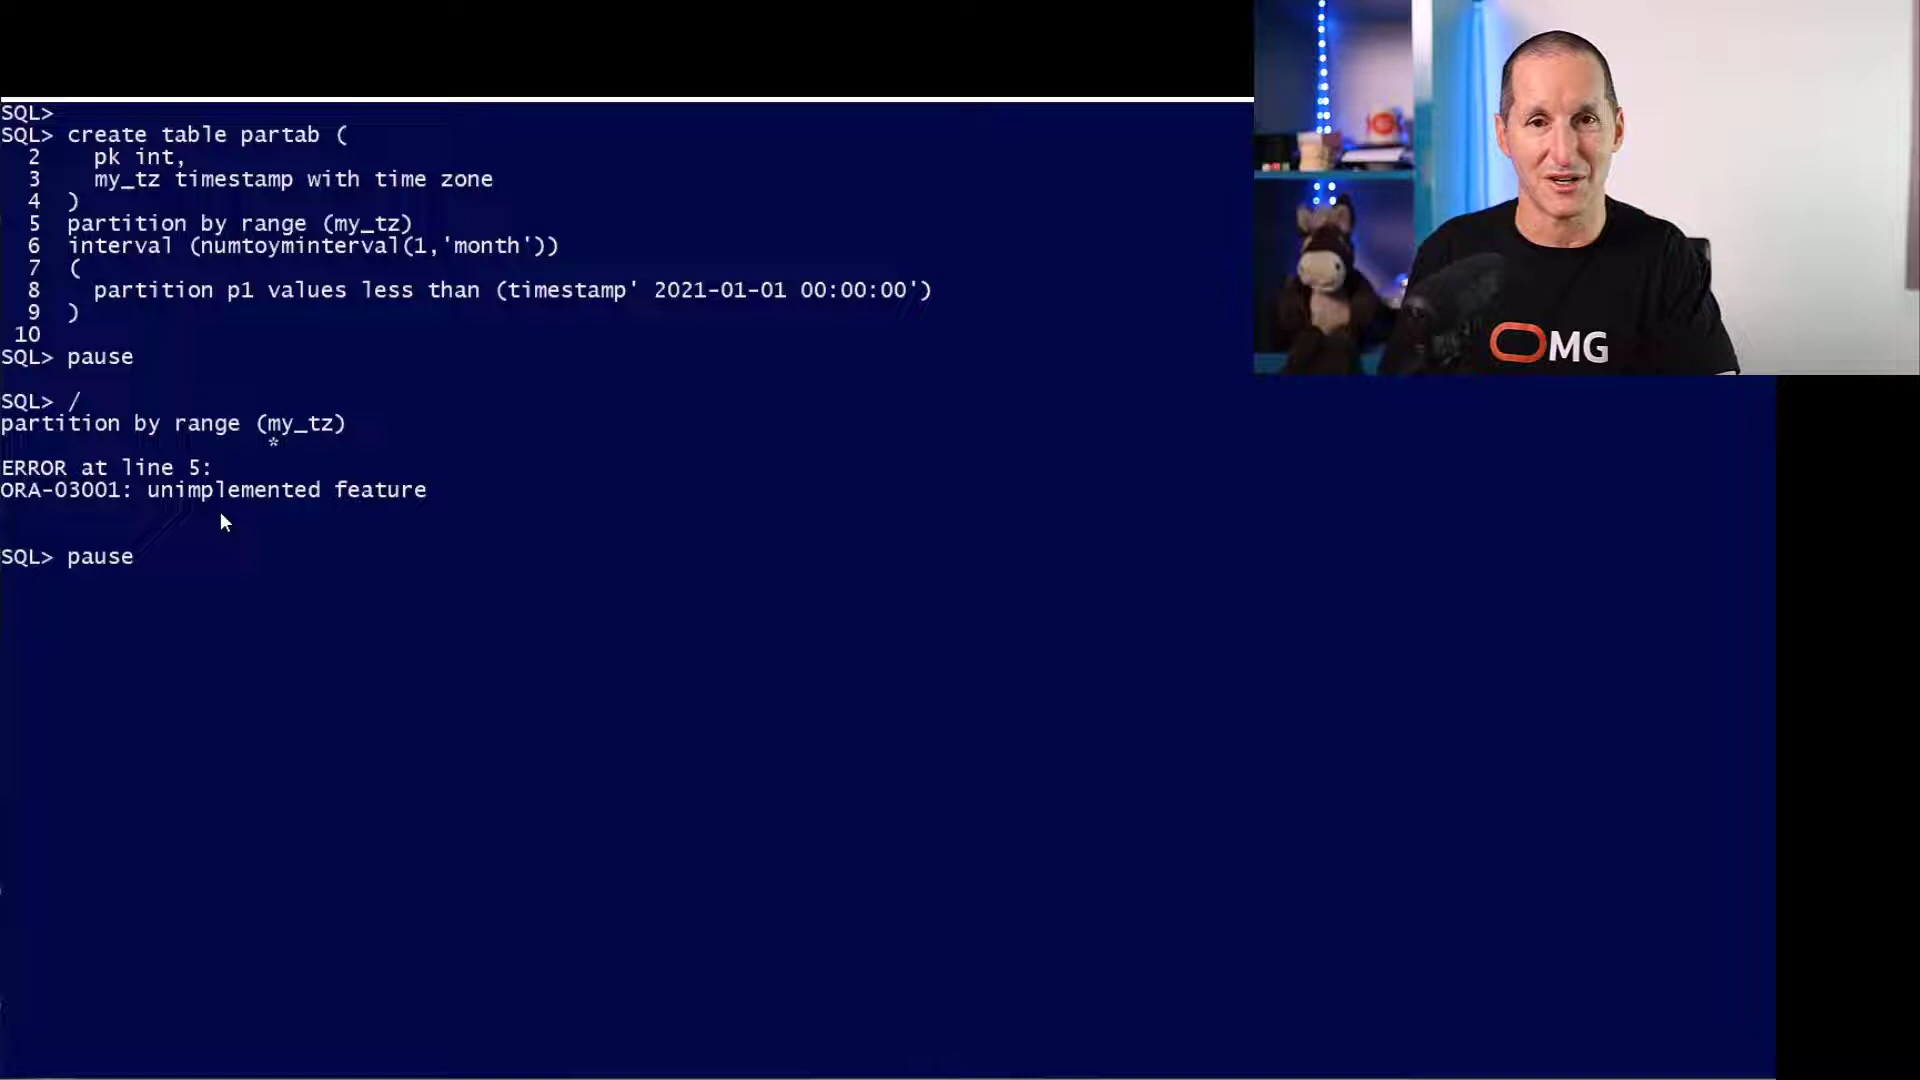 SQL>
SQL> create table partab (
2 pk int,
3 my_tz timestamp with time zone
4 )
5 partition by range (my_tz)
6 interval (numtoyminterval(1,'month'))
7 (
8 partition p1 values less than (timestamp' 2021-01-01 00:00:00')
9 )
10
SQL> pause
SQL> /
partition by range (my_tz)
*
ERROR at line 5:
ORA-03001: unimplemented feature
SQL> pause
OMG